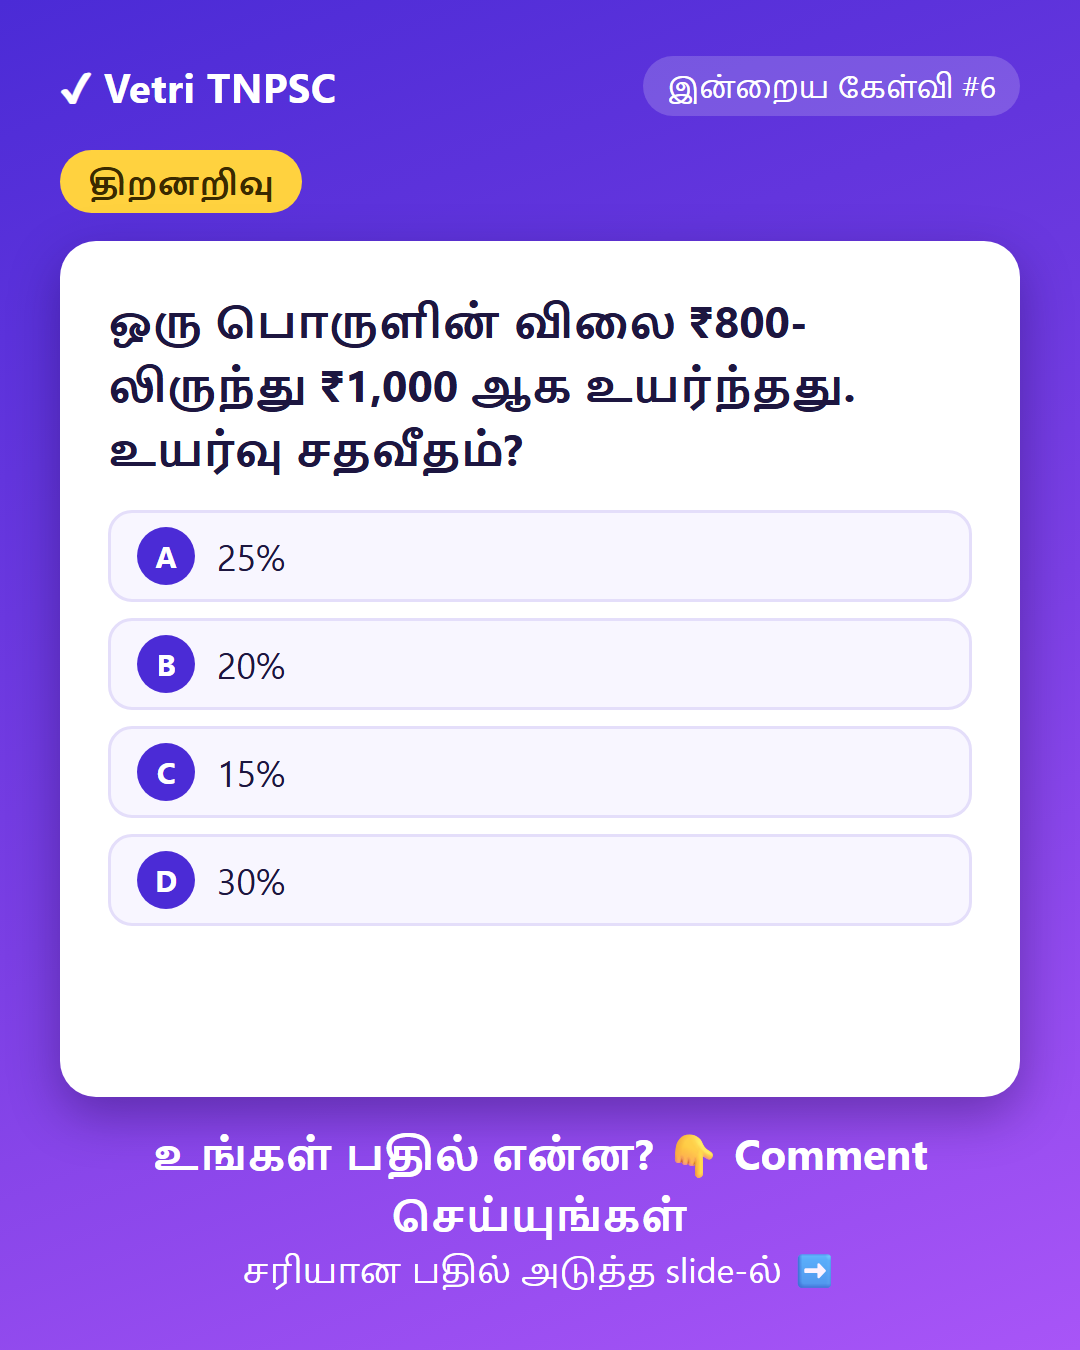 ✔ Vetri TNPSC
இன்றைய கேள்வி #6
திறனறிவு
ஒரு பொருளின் விலை ₹800-
லிருந்து ₹1,000 ஆக உயர்ந்தது.
உயர்வு சதவீதம்?
A 25%
B 20%
C 15%
D 30%
உங்கள் பதில் என்ன? 👇 Comment
செய்யுங்கள்
சரியான பதில் அடுத்த slide-ல் ➡️